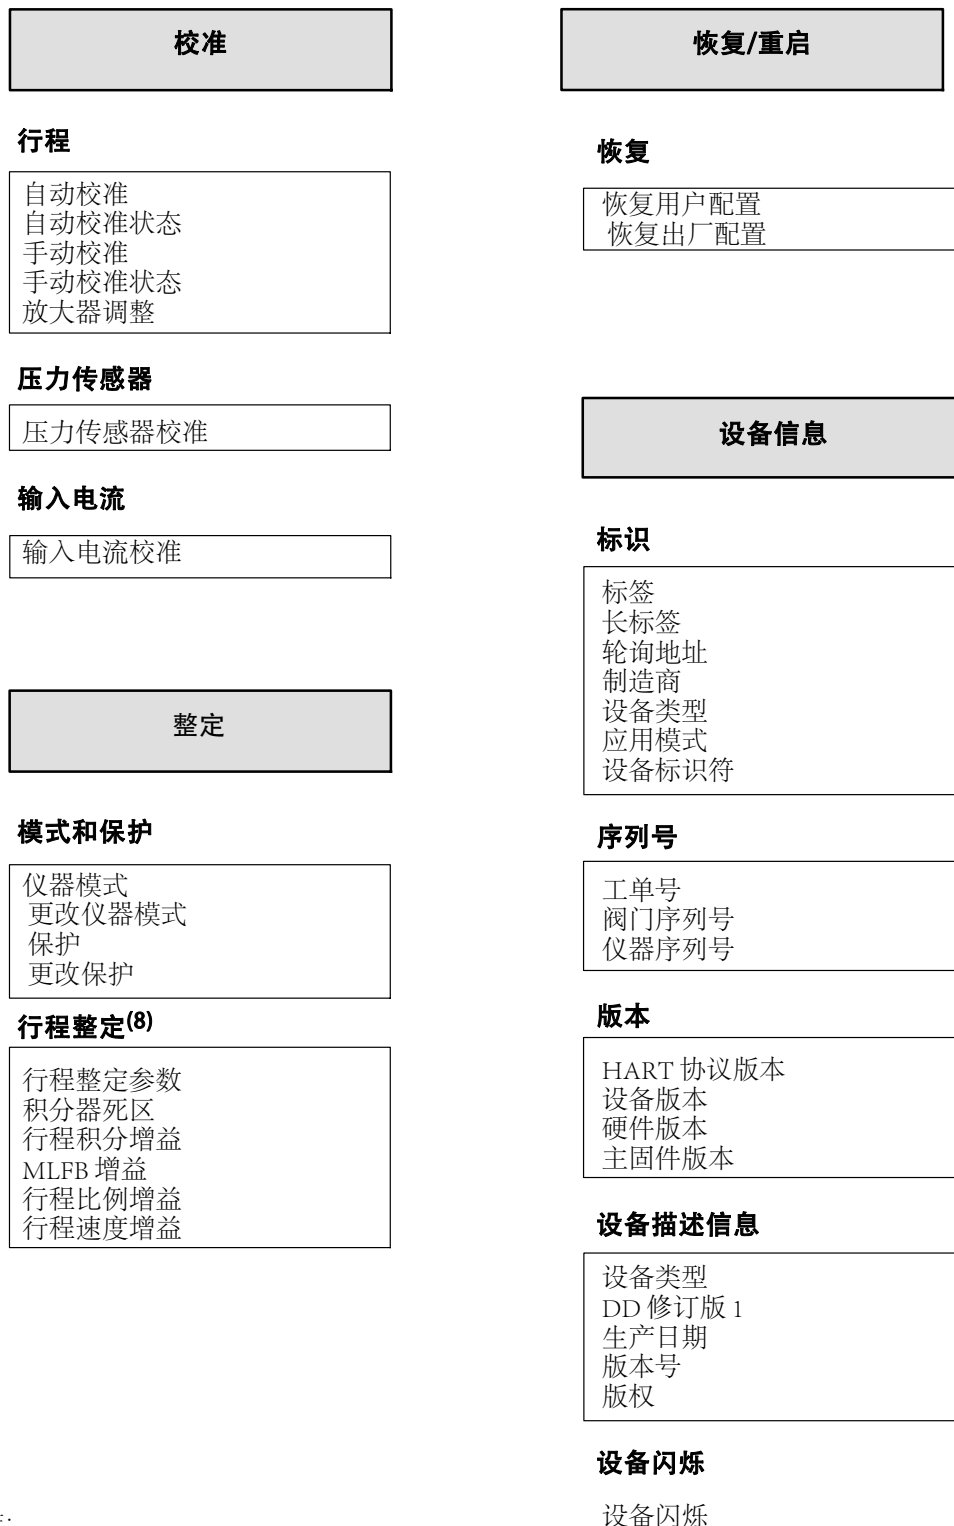 校准
行程
自动校准
自动校准状态
手动校准
手动校准状态
放大器调整
压力传感器
压力传感器校准
输入电流
输入电流校准
整定
模式和保护
仪器模式
更改仪器模式
保护
更改保护
行程整定(8)
行程整定参数
积分器死区
行程积分增益
MLFB 增益
行程比例增益
行程速度增益
恢复/重启
恢复
恢复用户配置
恢复出厂配置
设备信息
标识
标签
长标签
轮询地址
制造商
设备类型
应用模式
设备标识符
序列号
工单号
阀门序列号
仪器序列号
版本
HART 协议版本
设备版本
硬件版本
主固件版本
设备描述信息
设备类型
DD 修订版 1
生产日期
版本号
版权
设备闪烁
设备闪烁